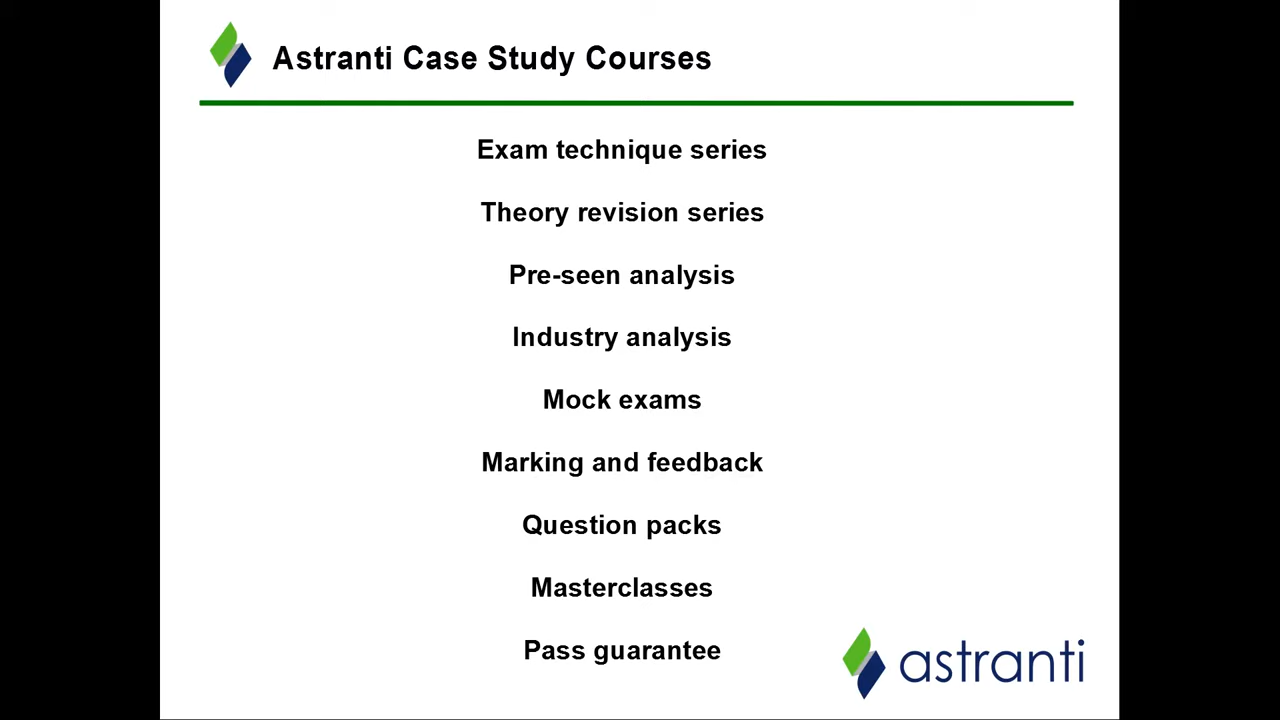 Astranti Case Study Courses
Exam technique series
Theory revision series
Pre-seen analysis
Industry analysis
Mock exams
Marking and feedback
Question packs
Masterclasses
Pass guarantee
astranti